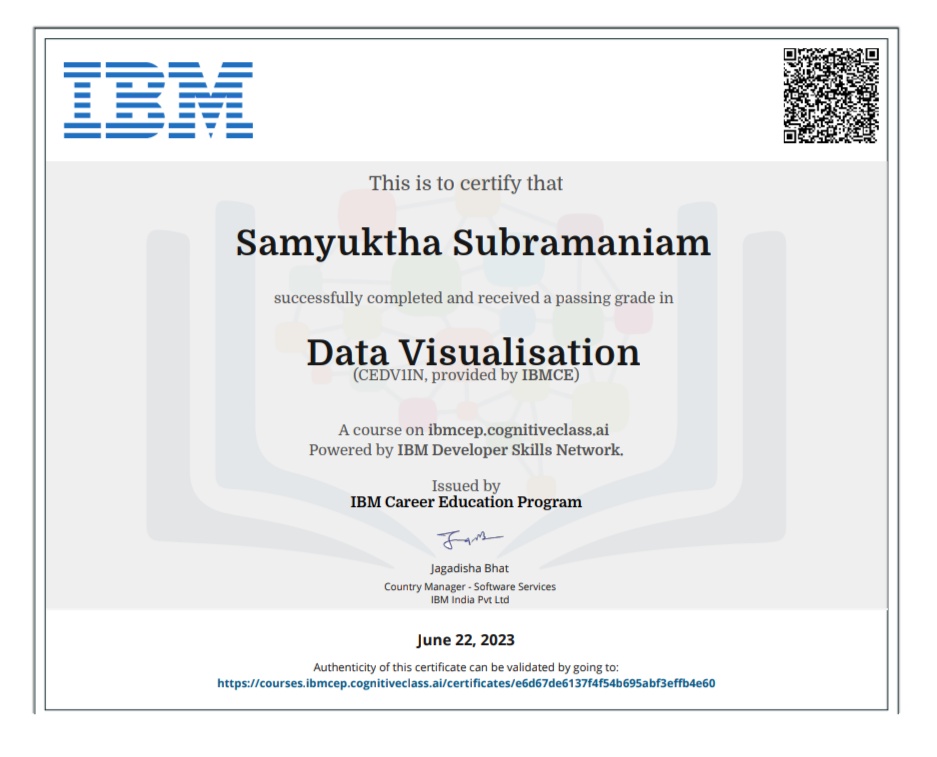 IBM
This is to certify that
Samyuktha Subramaniam
successfully completed and received a passing grade in
Data Visualisation
(CEDV1IN, provided by IBMCE)
A course on ibmcep.cognitiveclass.ai
Powered by IBM Developer Skills Network.
Issued by
IBM Career Education Program
Jagadisha Bhat
Country Manager - Software Services
IBM India Pvt Ltd
June 22, 2023
Authenticity of this certificate can be validated by going to:
https://courses.ibmcep.cognitiveclass.ai/certificates/e6d67de6137f4f54b695abf3effb4e60